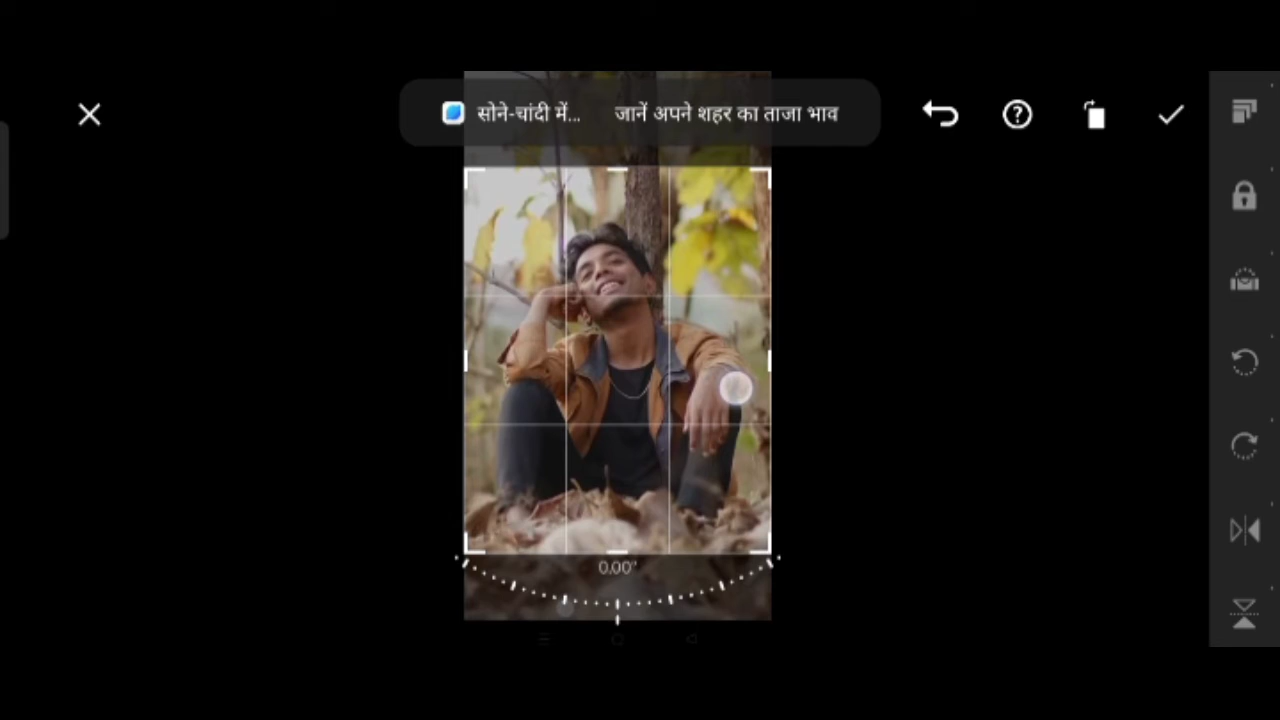 सोने-चांदी में... जानें अपने शहर का ताजा भाव
0.00°